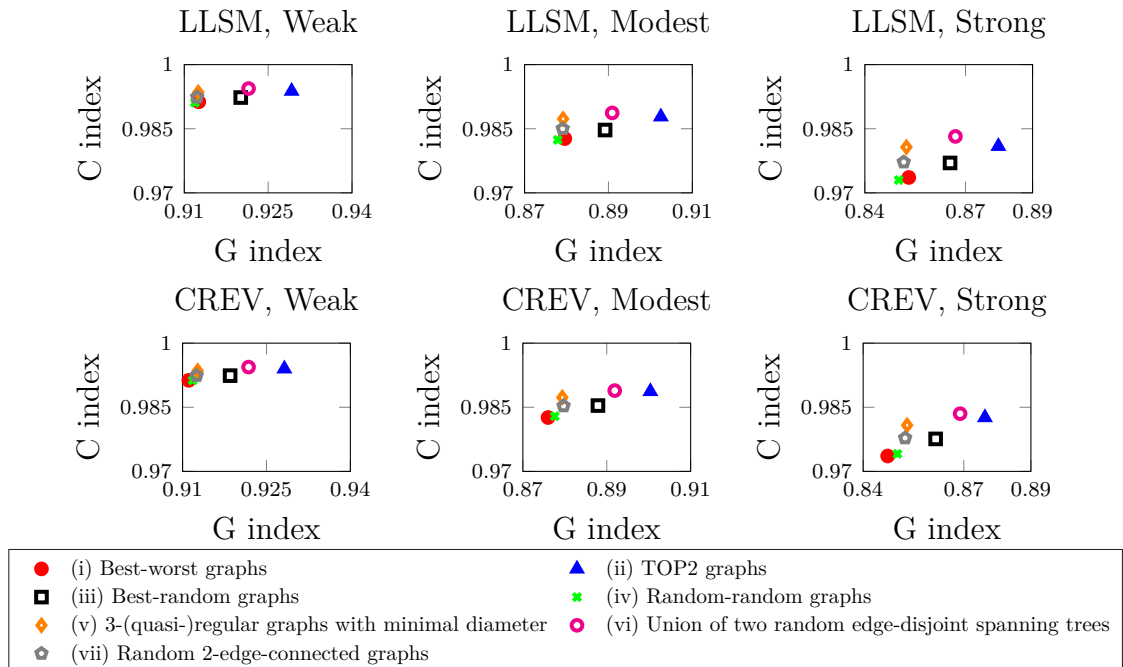 LLSM, Weak
LLSM, Modest
LLSM, Strong
1
0.985
0.97
C index
0.91
0.925
0.94
G index
1
0.985
0.97
C index
0.87
0.89
0.91
G index
1
0.985
0.97
C index
0.84
0.87
0.89
G index
CREV, Weak
CREV, Modest
CREV, Strong
1
0.985
0.97
C index
0.91
0.925
0.94
G index
1
0.985
0.97
C index
0.87
0.89
0.91
G index
1
0.985
0.97
C index
0.84
0.87
0.89
G index
(i) Best-worst graphs
(ii) TOP2 graphs
(iii) Best-random graphs
(iv) Random-random graphs
(v) 3-(quasi-)regular graphs with minimal diameter
(vi) Union of two random edge-disjoint spanning trees
(vii) Random 2-edge-connected graphs